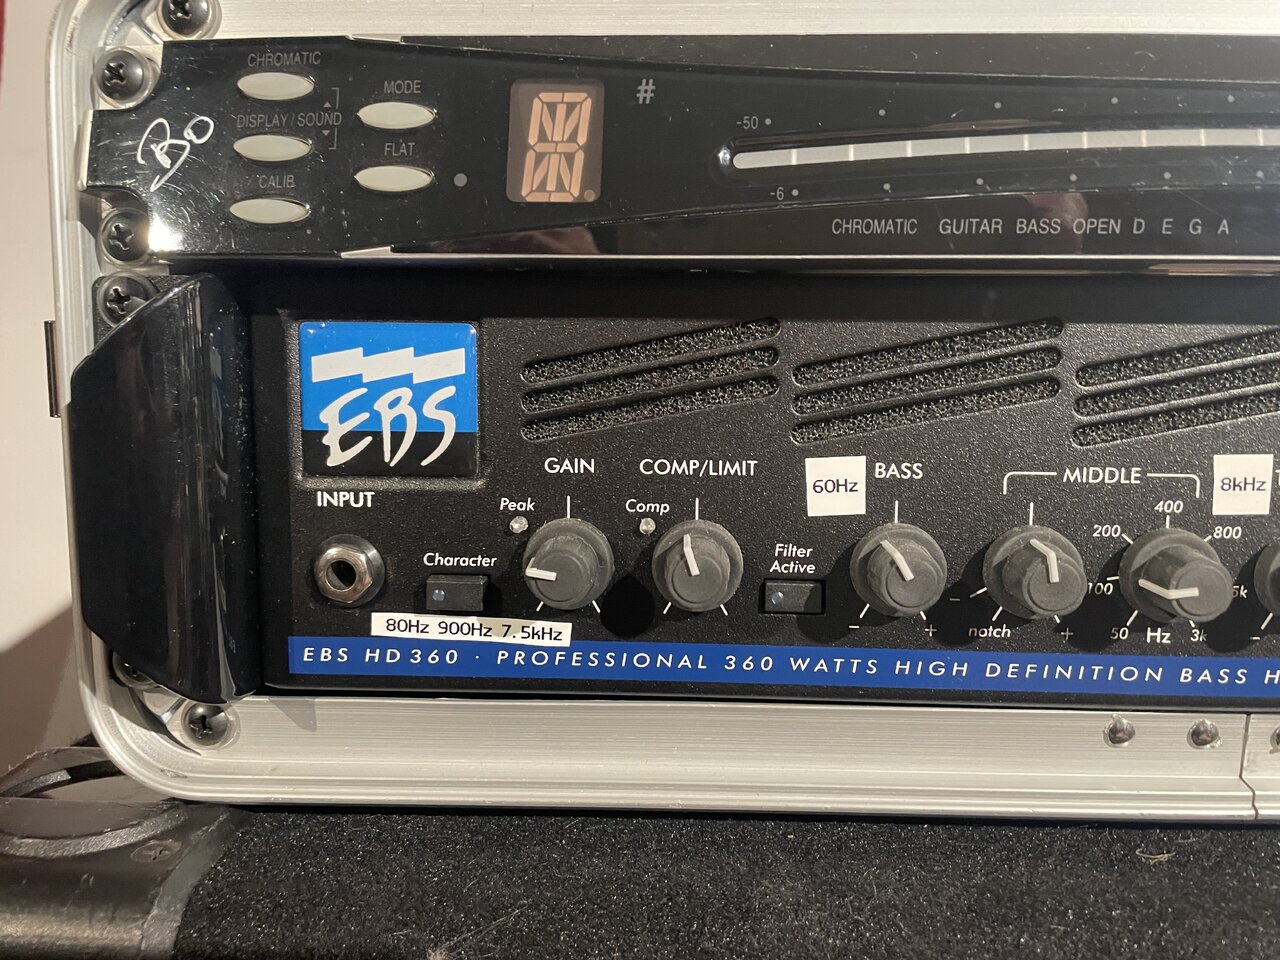 CHROMATIC
MODE
DISPLAY / SOUND
FLAT
CALIB
Bo
#
-50
-6
CHROMATIC GUITAR BASS OPEN D E G A
EBS
INPUT
GAIN
COMP/LIMIT
60Hz
BASS
MIDDLE
8kHz
Peak
Comp
Character
Filter
Active
400
200
800
100
50
Hz
3k
5k
notch
+
-
80Hz 900Hz 7.5kHz
EBS HD360 · PROFESSIONAL 360 WATTS HIGH DEFINITION BASS H